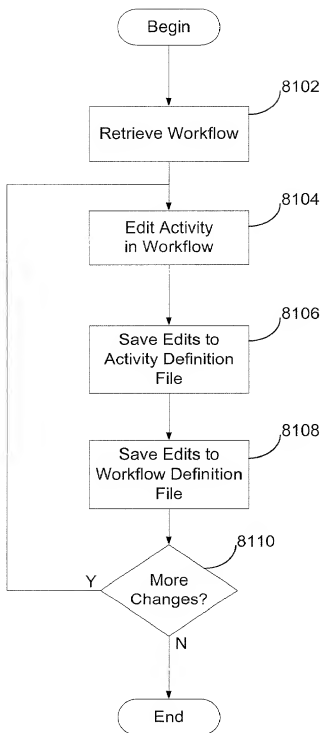 Begin
8102
Retrieve Workflow
8104
Edit Activity
in Workflow
8106
Save Edits to
Activity Definition
File
8108
Save Edits to
Workflow Definition
File
8110
More
Changes?
Y
N
End